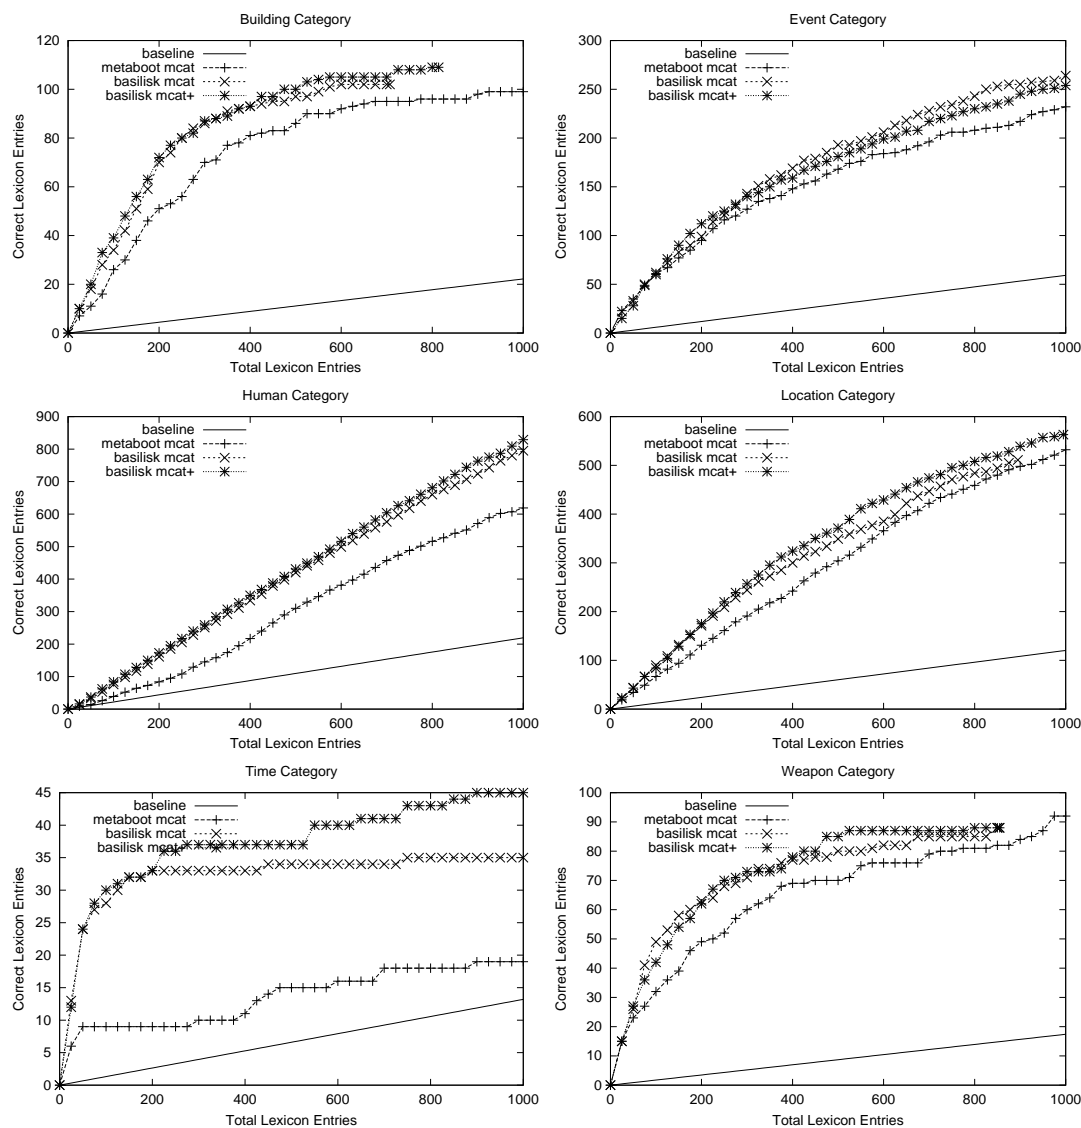 Building Category
Correct Lexicon Entries
120
100
80
60
40
20
0
baseline
metaboot mcat
basilisk mcat
basilisk mcat+
0 200 400 600 800 1000
Total Lexicon Entries
Event Category
Correct Lexicon Entries
300
250
200
150
100
50
0
baseline
metaboot mcat
basilisk mcat
basilisk mcat+
0 200 400 600 800 1000
Total Lexicon Entries
Human Category
Correct Lexicon Entries
900
800
700
600
500
400
300
200
100
0
baseline
metaboot mcat
basilisk mcat
basilisk mcat+
0 200 400 600 800 1000
Total Lexicon Entries
Location Category
Correct Lexicon Entries
600
500
400
300
200
100
0
baseline
metaboot mcat
basilisk mcat
basilisk mcat+
0 200 400 600 800 1000
Total Lexicon Entries
Time Category
Correct Lexicon Entries
45
40
35
30
25
20
15
10
5
0
baseline
metaboot mcat
basilisk mcat
basilisk mcat+
0 200 400 600 800 1000
Total Lexicon Entries
Weapon Category
Correct Lexicon Entries
100
90
80
70
60
50
40
30
20
10
0
baseline
metaboot mcat
basilisk mcat
basilisk mcat+
0 200 400 600 800 1000
Total Lexicon Entries